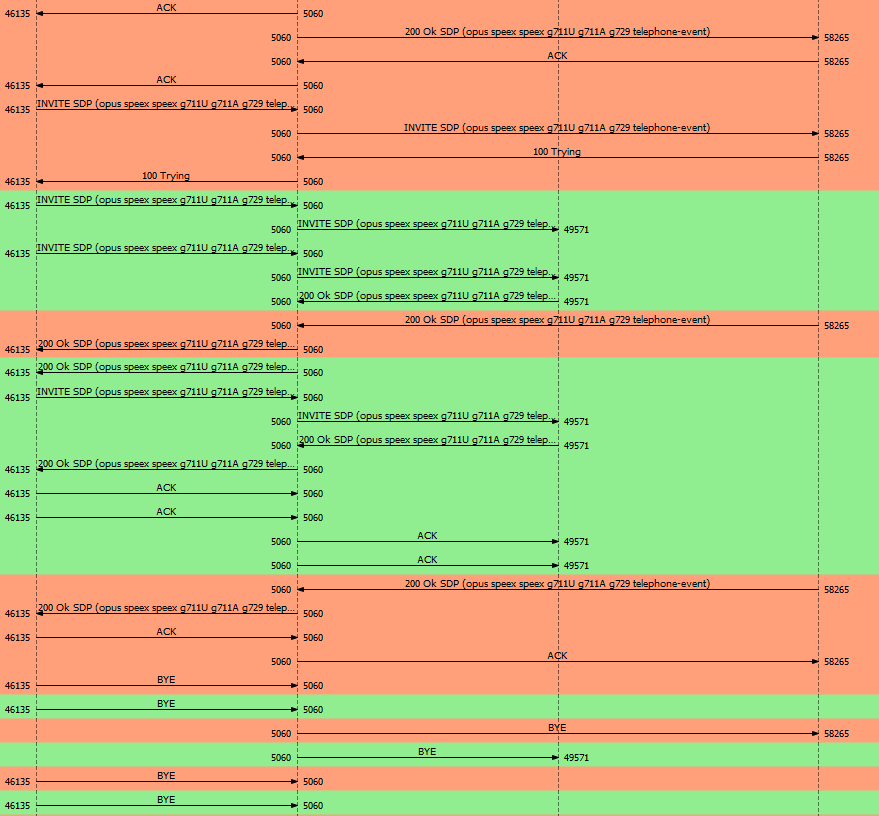 46135 ACK 5060
5060 200 Ok SDP (opus speex speex g711U g711A g729 telephone-event) 58265
5060 ACK 58265
46135 ACK 5060
46135 INVITE SDP (opus speex speex g711U g711A g729 telep... 5060
5060 INVITE SDP (opus speex speex g711U g711A g729 telephone-event) 58265
5060 100 Trying 58265
46135 100 Trying 5060
46135 INVITE SDP (opus speex speex g711U g711A g729 telep... 5060
5060 INVITE SDP (opus speex speex g711U g711A g729 telep... 49571
46135 INVITE SDP (opus speex speex g711U g711A g729 telep... 5060
5060 INVITE SDP (opus speex speex g711U g711A g729 telep... 49571
5060 200 Ok SDP (opus speex speex g711U g711A g729 telep... 49571
5060 200 Ok SDP (opus speex speex g711U g711A g729 telephone-event) 58265
46135 200 Ok SDP (opus speex speex g711U g711A g729 telep... 5060
46135 200 Ok SDP (opus speex speex g711U g711A g729 telep... 5060
46135 INVITE SDP (opus speex speex g711U g711A g729 telep... 5060
5060 INVITE SDP (opus speex speex g711U g711A g729 telep... 49571
5060 200 Ok SDP (opus speex speex g711U g711A g729 telep... 49571
46135 200 Ok SDP (opus speex speex g711U g711A g729 telep... 5060
46135 ACK 5060
46135 ACK 5060
5060 ACK 49571
5060 ACK 49571
5060 200 Ok SDP (opus speex speex g711U g711A g729 telephone-event) 58265
46135 200 Ok SDP (opus speex speex g711U g711A g729 telep... 5060
46135 ACK 5060
5060 ACK 58265
46135 BYE 5060
46135 BYE 5060
5060 BYE 58265
5060 BYE 49571
46135 BYE 5060
46135 BYE 5060